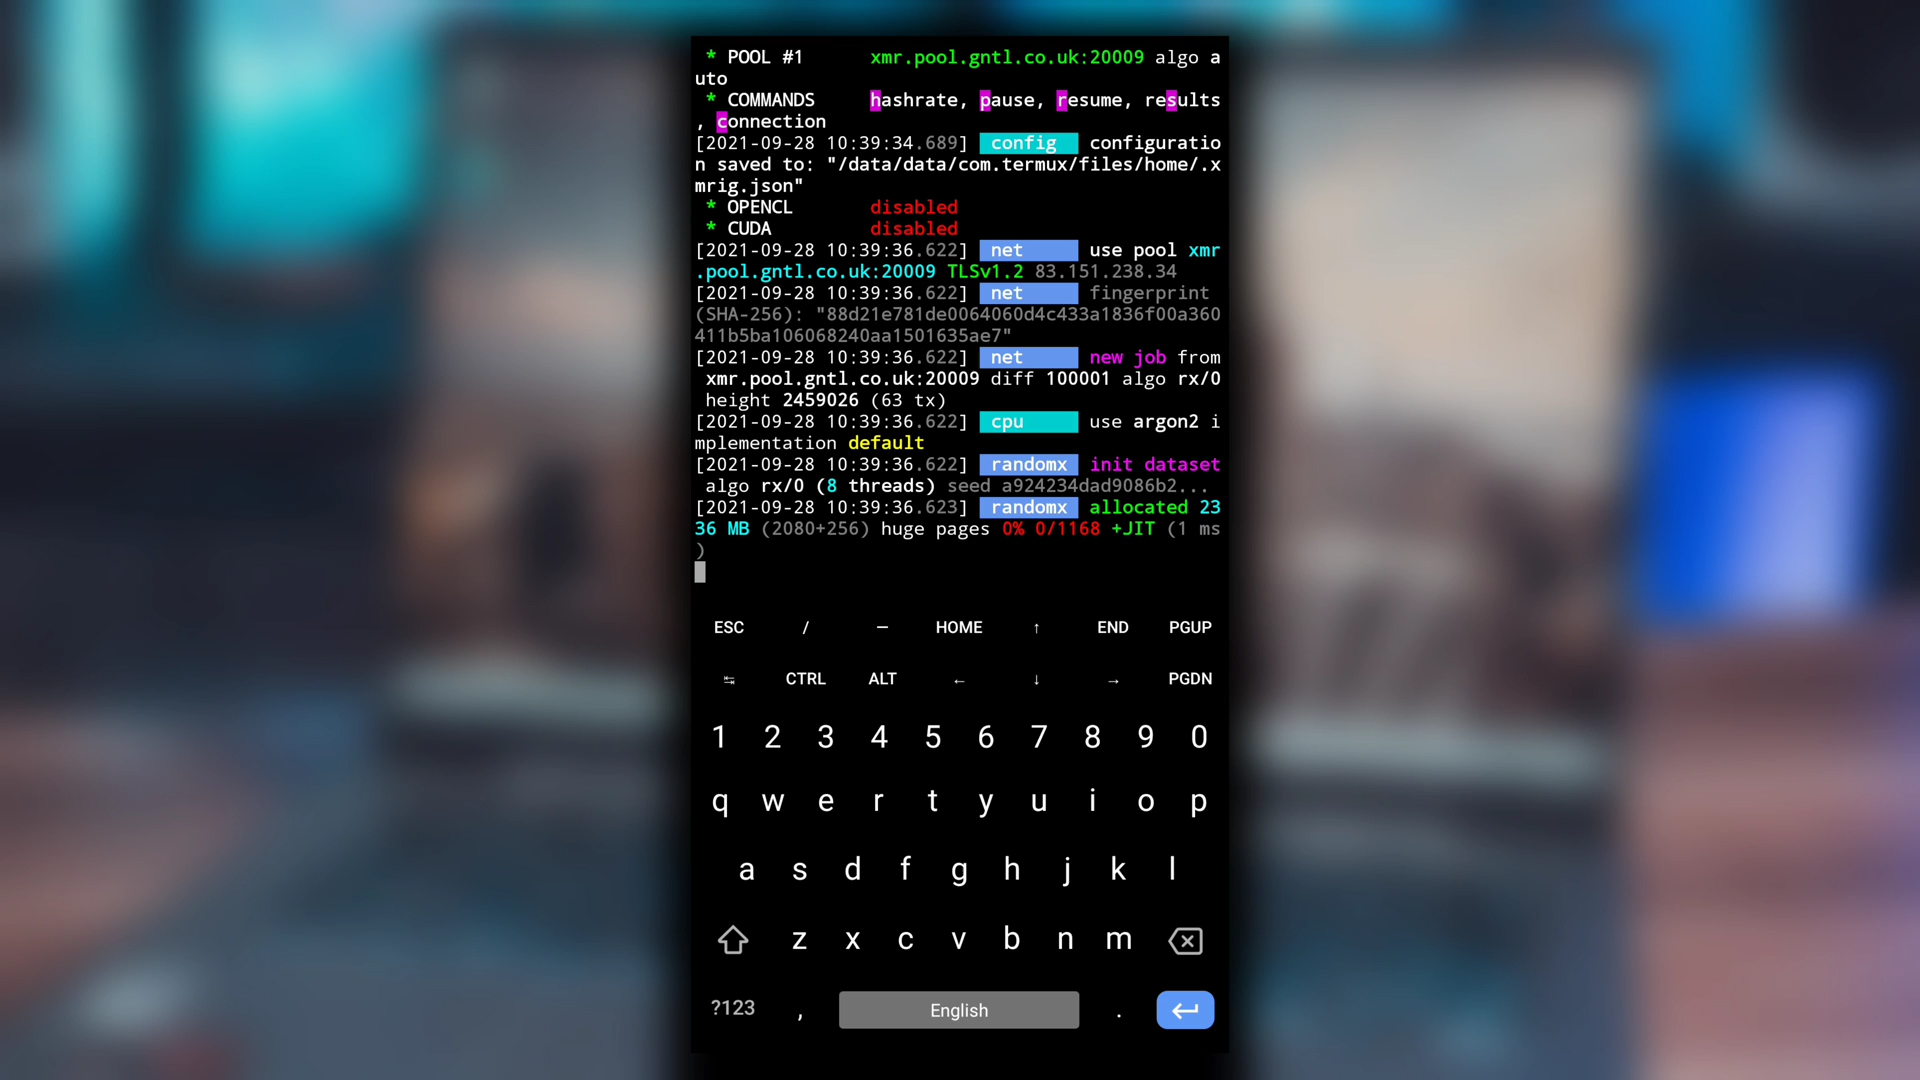 * POOL #1 xmr.pool.gntl.co.uk:20009 algo a
uto
* COMMANDS hashrate, pause, resume, results
, connection
[2021-09-28 10:39:34.689] config configuratio
n saved to: "/data/data/com.termux/files/home/.x
mrig.json"
* OPENCL disabled
* CUDA disabled
[2021-09-28 10:39:36.622] net use pool xmr
.pool.gntl.co.uk:20009 TLSv1.2 83.151.238.34
[2021-09-28 10:39:36.622] net fingerprint
(SHA-256): "88d21e781de0064060d4c433a1836f00a360
411b5ba106068240aa1501635ae7"
[2021-09-28 10:39:36.622] net new job from
xmr.pool.gntl.co.uk:20009 diff 100001 algo rx/0
height 2459026 (63 tx)
[2021-09-28 10:39:36.622] cpu use argon2 i
mplementation default
[2021-09-28 10:39:36.622] randomx init dataset
algo rx/0 (8 threads) seed a924234dad9086b2...
[2021-09-28 10:39:36.623] randomx allocated 23
36 MB (2080+256) huge pages 0% 0/1168 +JIT (1 ms
)
ESC / — HOME ↑ END PGUP
↹ CTRL ALT ← ↓ → PGDN
1 2 3 4 5 6 7 8 9 0
q w e r t y u i o p
a s d f g h j k l
z x c v b n m
?123 , English .